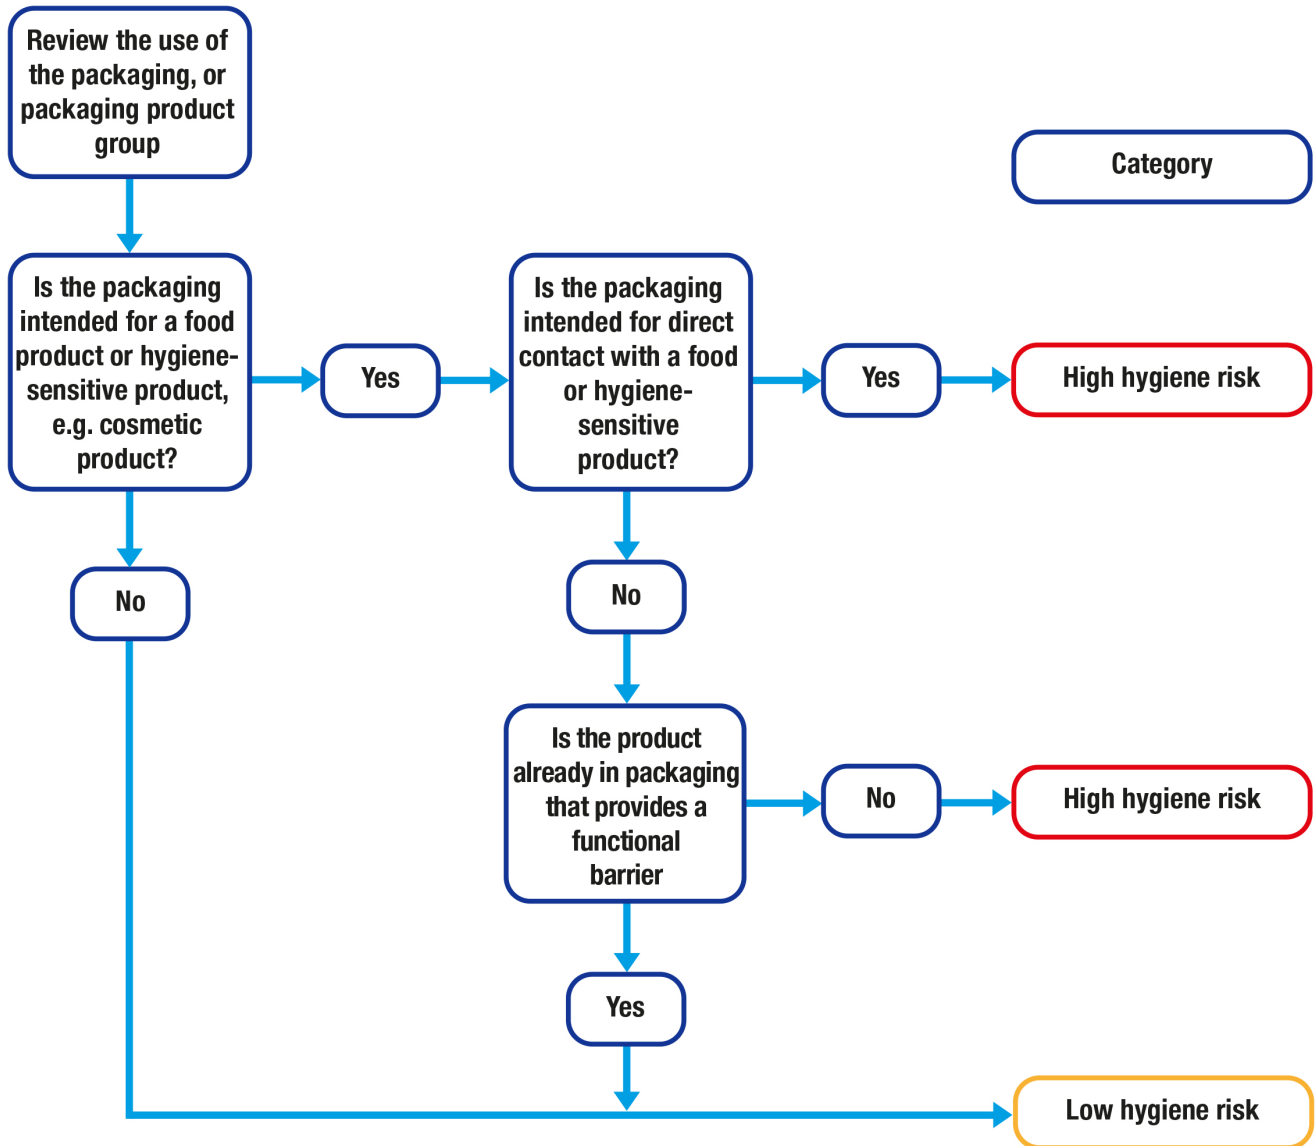 Review the use of
the packaging, or
packaging product
group
Category
Is the packaging
intended for a food
product or hygiene-
sensitive product,
e.g. cosmetic
product?
Yes
Is the packaging
intended for direct
contact with a food
or hygiene-
sensitive
product?
Yes
High hygiene risk
No
No
Is the product
already in packaging
that provides a
functional
barrier
No
High hygiene risk
Yes
Low hygiene risk